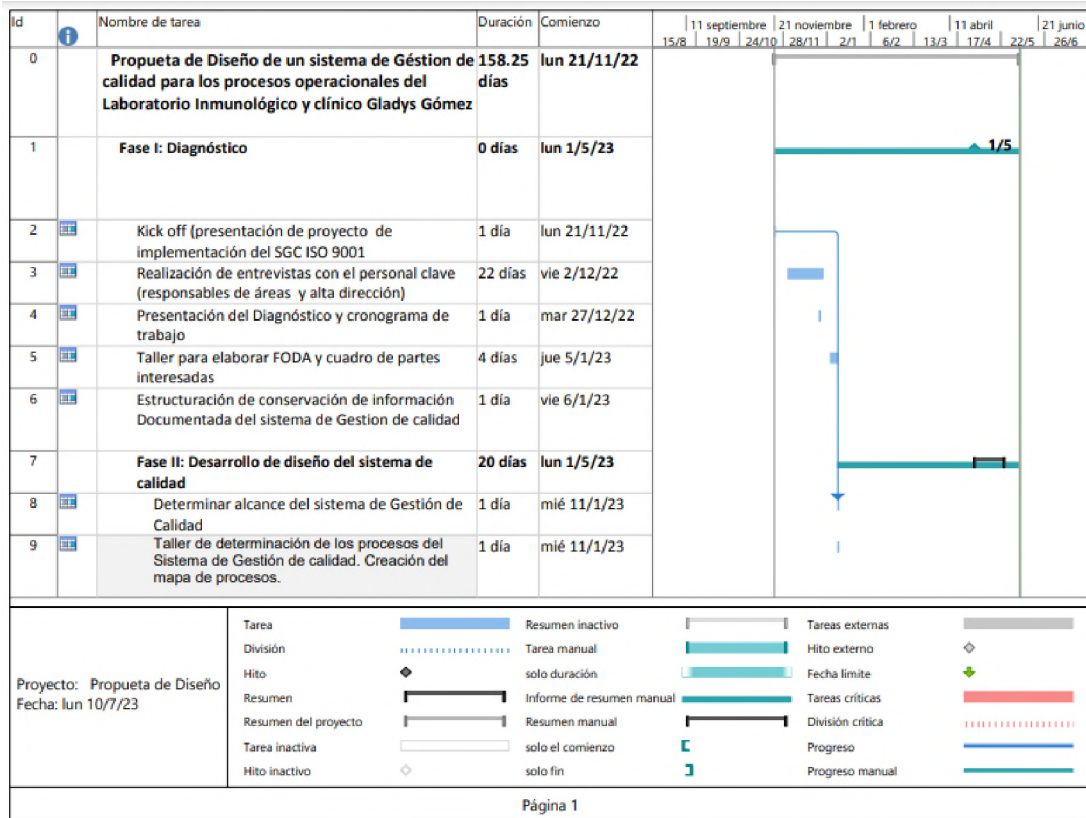 Id Nombre de tarea Duración Comienzo
11 septiembre 21 noviembre 1 febrero 11 abril 21 junio
15/8 19/9 24/10 28/11 2/1 6/2 13/3 17/4 22/5 26/6
0 Propueta de Diseño de un sistema de Géstion de 158.25 lun 21/11/22
calidad para los procesos operacionales del días
Laboratorio Inmunológico y clínico Gladys Gómez
1 Fase I: Diagnóstico 0 días lun 1/5/23 1/5
2 Kick off (presentación de proyecto de 1 día lun 21/11/22
implementación del SGC ISO 9001
3 Realización de entrevistas con el personal clave 22 días vie 2/12/22
(responsables de áreas y alta dirección)
4 Presentación del Diagnóstico y cronograma de 1 día mar 27/12/22
trabajo
5 Taller para elaborar FODA y cuadro de partes 4 días jue 5/1/23
interesadas
6 Estructuración de conservación de información 1 día vie 6/1/23
Documentada del sistema de Gestion de calidad
7 Fase II: Desarrollo de diseño del sistema de 20 días lun 1/5/23
calidad
8 Determinar alcance del sistema de Gestión de 1 día mié 11/1/23
Calidad
9 Taller de determinación de los procesos del 1 día mié 11/1/23
Sistema de Gestión de calidad. Creación del
mapa de procesos.
Proyecto: Propueta de Diseño
Fecha: lun 10/7/23
Tarea Resumen inactivo Tareas externas
División Tarea manual Hito externo
Hito solo duración Fecha límite
Resumen Informe de resumen manual Tareas críticas
Resumen del proyecto Resumen manual División crítica
Tarea inactiva solo el comienzo Progreso
Hito inactivo solo fin Progreso manual
Página 1